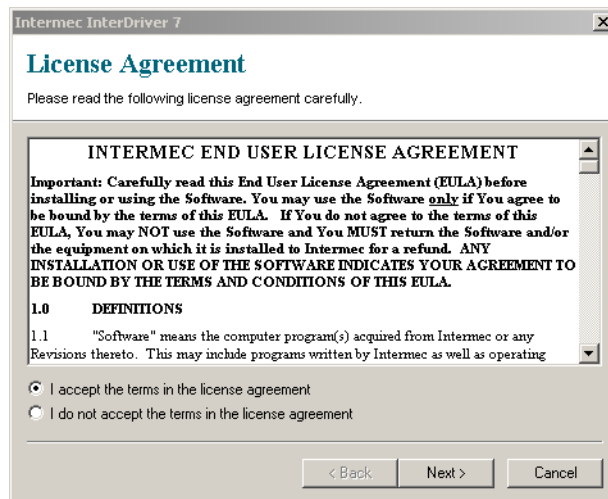 Intermec InterDriver 7
License Agreement
Please read the following license agreement carefully.
INTERMEC END USER LICENSE AGREEMENT
Important: Carefully read this End User License Agreement (EULA) before
installing or using the Software. You may use the Software only if You agree to
be bound by the terms of this EULA. If You do not agree to the terms of this
EULA, You may NOT use the Software and You MUST return the Software and/or
the equipment on which it is installed to Intermec for a refund. ANY
INSTALLATION OR USE OF THE SOFTWARE INDICATES YOUR AGREEMENT TO
BE BOUND BY THE TERMS AND CONDITIONS OF THIS EULA.
1.0 DEFINITIONS
1.1 "Software" means the computer program(s) acquired from Intermec or any
Revisions thereto. This may include programs written by Intermec as well as operating
I accept the terms in the license agreement
I do not accept the terms in the license agreement
< Back Next > Cancel